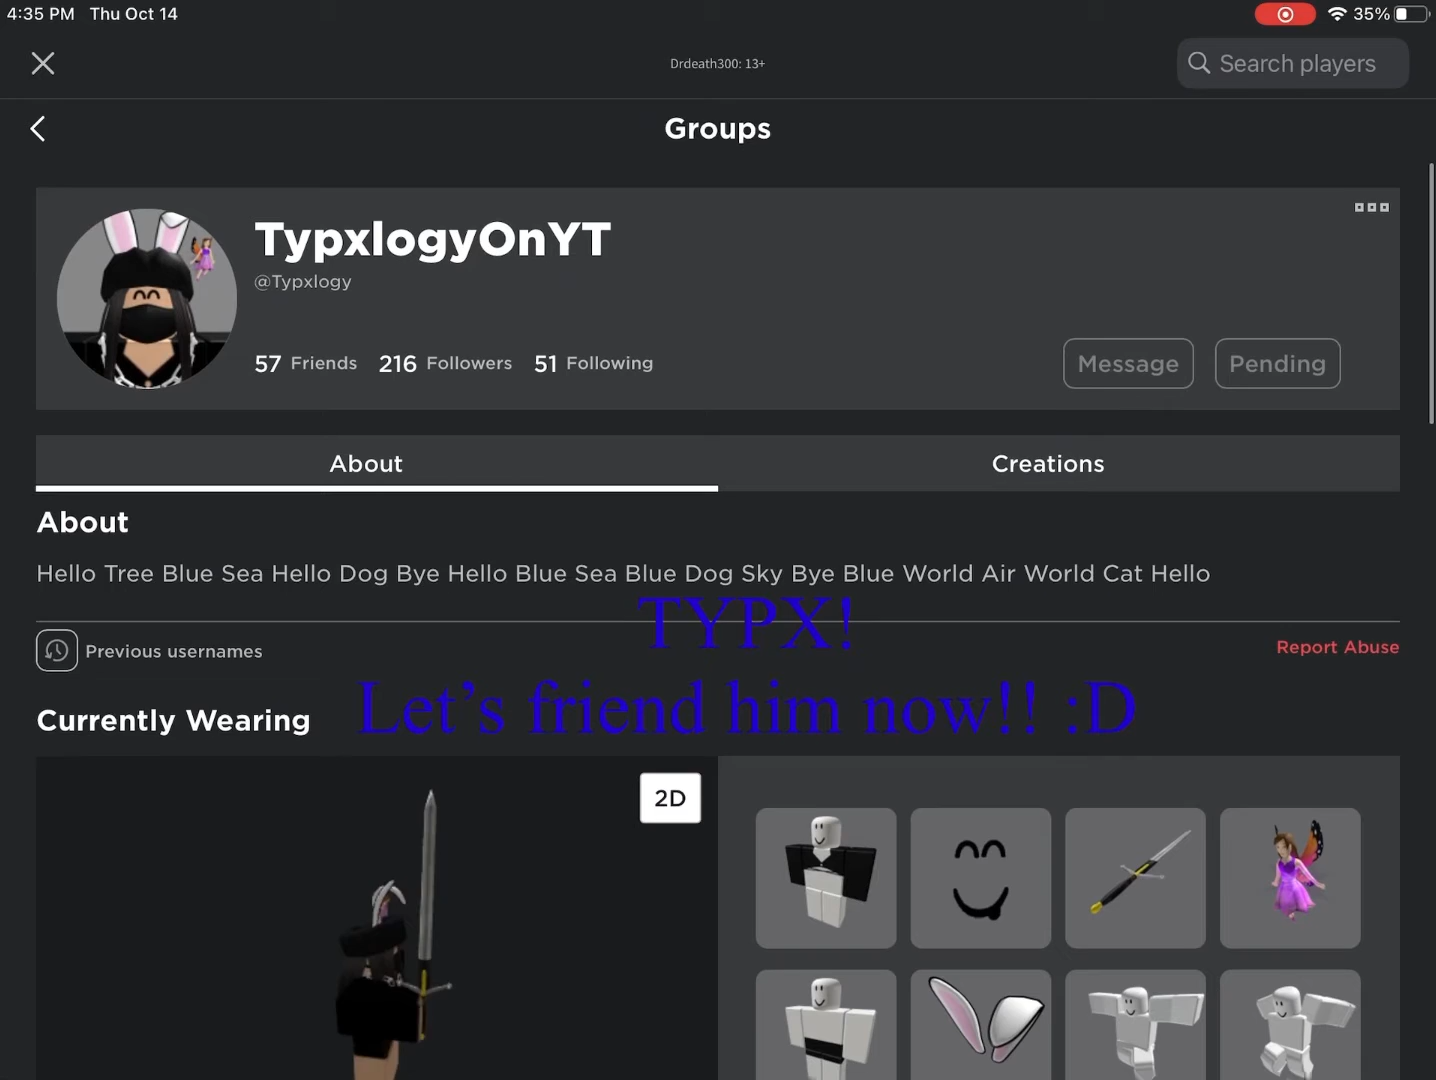 4:35 PM Thu Oct 14
35%
Drdeath300: 13+
Search players
Groups
TypxlogyOnYT
@Typxlogy
57 Friends 216 Followers 51 Following
Message Pending
About Creations
About
Hello Tree Blue Sea Hello Dog Bye Hello Blue Sea Blue Dog Sky Bye Blue World Air World Cat Hello
TYPX!
Previous usernames
Report Abuse
Let’s friend him now!! :D
Currently Wearing
2D